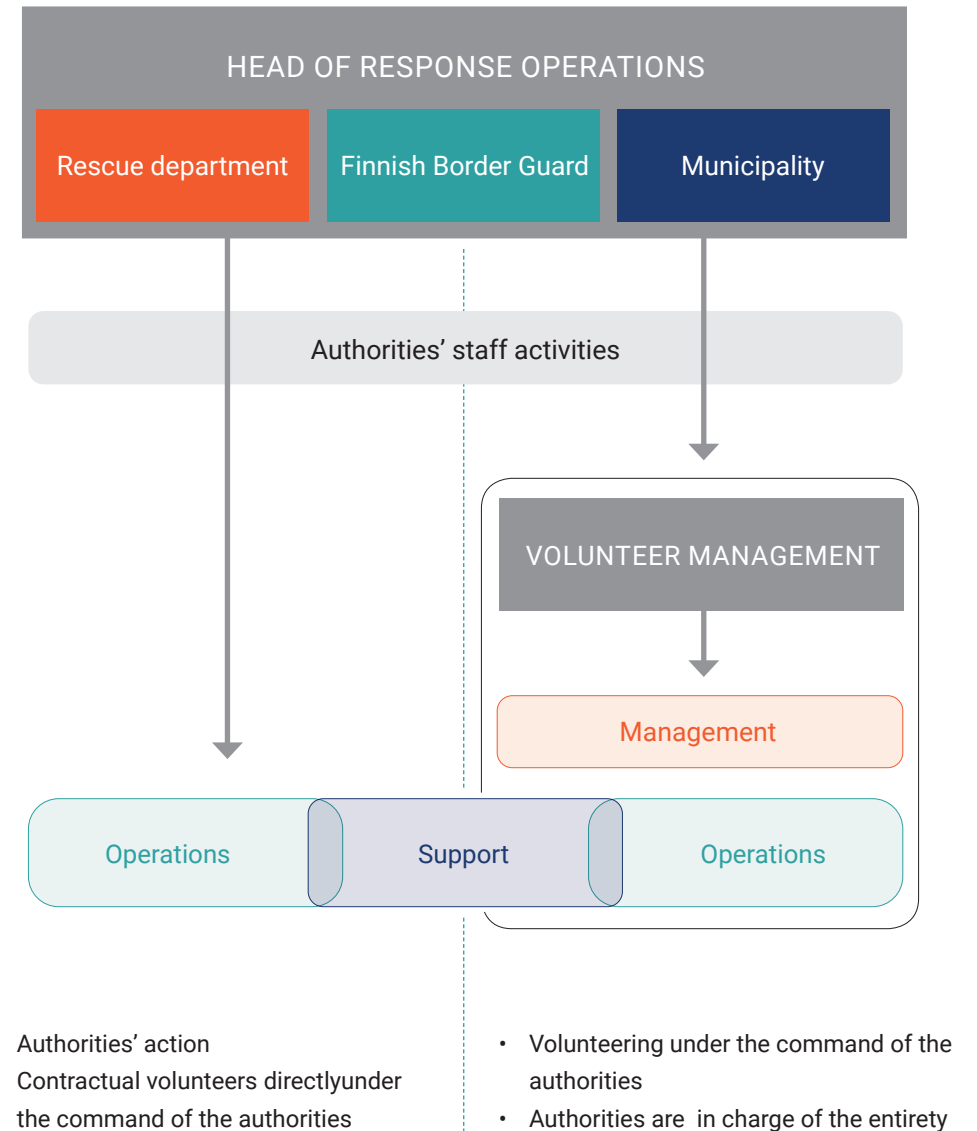 HEAD OF RESPONSE OPERATIONS
Rescue department
Finnish Border Guard
Municipality
Authorities’ staff activities
VOLUNTEER MANAGEMENT
Management
Operations
Support
Operations
Authorities’ action
Contractual volunteers directlyunder
the command of the authorities
• Volunteering under the command of the
authorities
• Authorities are in charge of the entirety